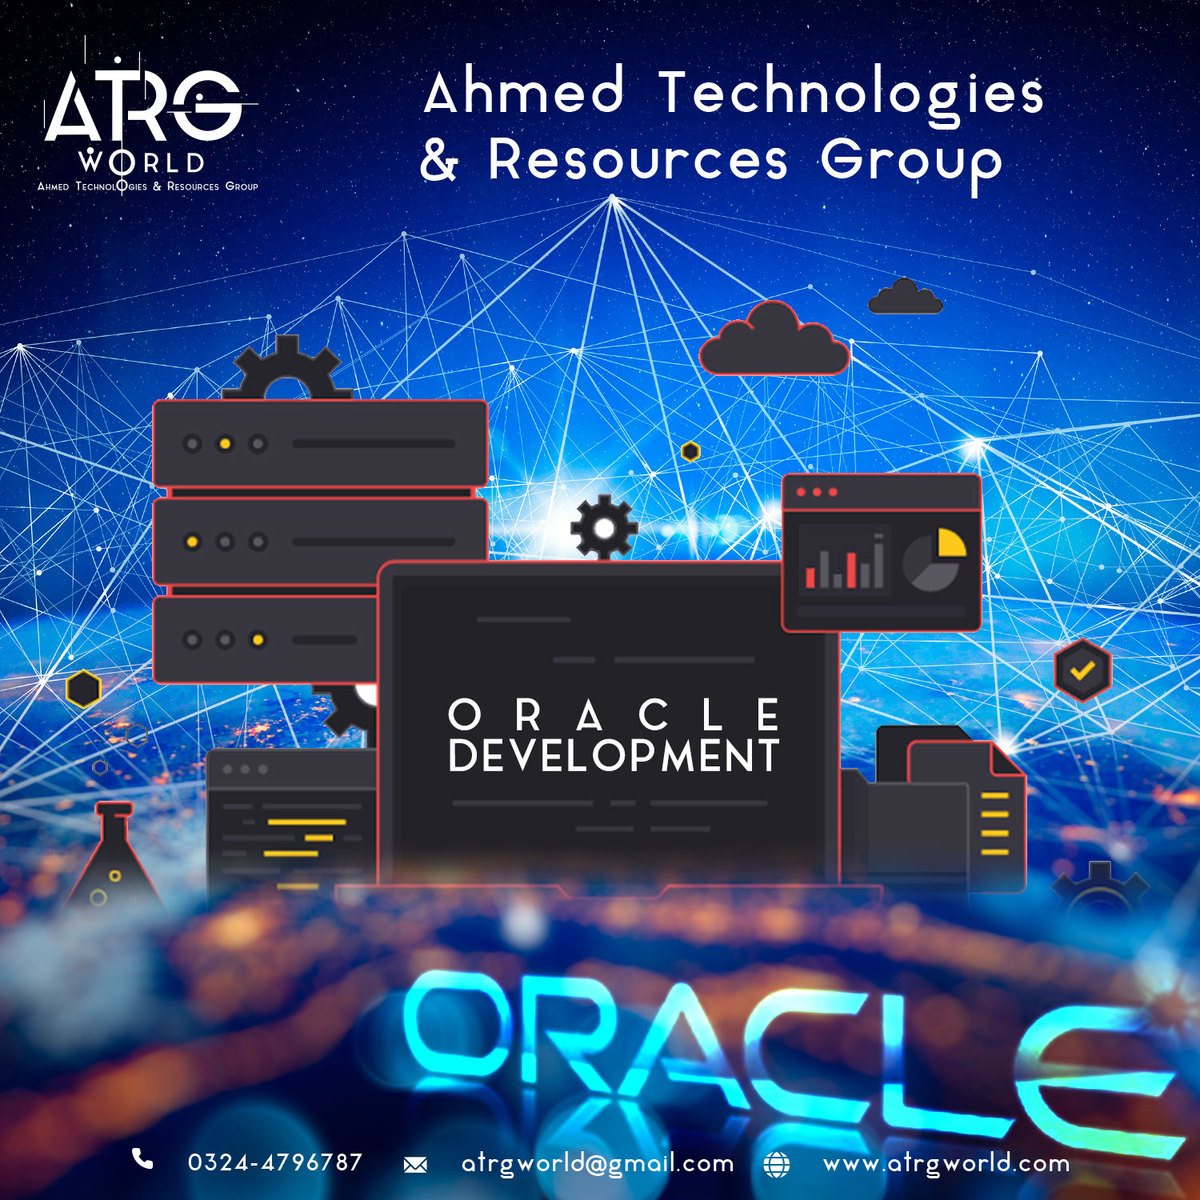 ATRG
WORLD
Ahmed Technologies & Resources Group
Ahmed Technologies
& Resources Group
ORACLE
DEVELOPMENT
ORACLE
0324-4796787
atrgworld@gmail.com
www.atrgworld.com